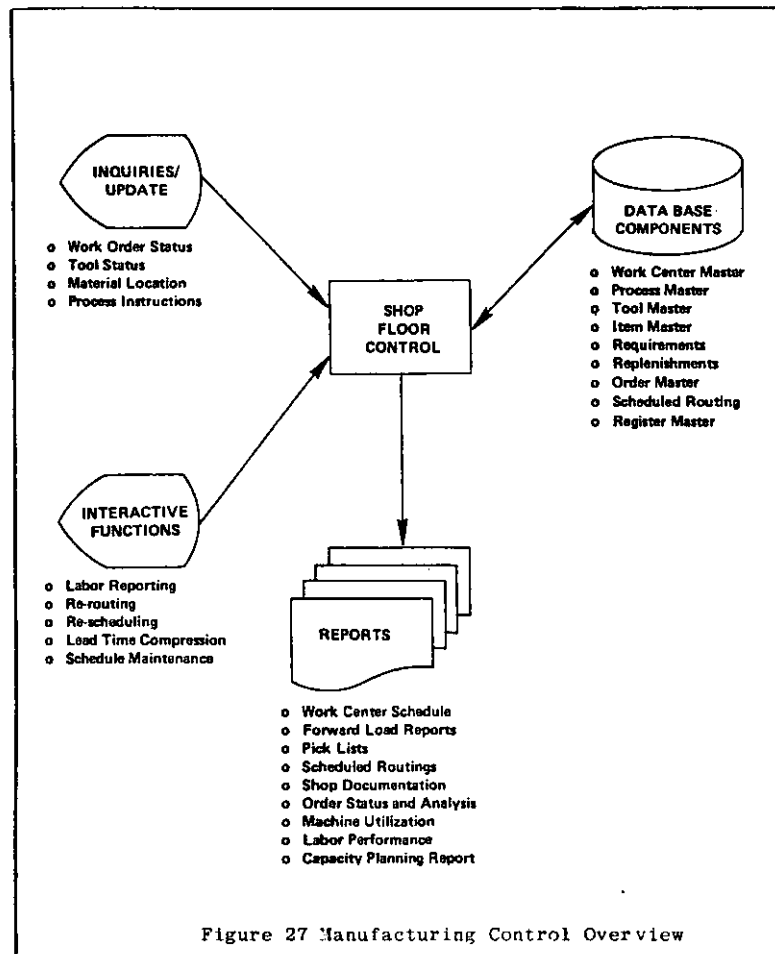 INQUIRIES/
UPDATE
o Work Order Status
o Tool Status
o Material Location
o Process Instructions
DATA BASE
COMPONENTS
o Work Center Master
o Process Master
o Tool Master
o Item Master
o Requirements
o Replenishments
o Order Master
o Scheduled Routing
o Register Master
SHOP
FLOOR
CONTROL
INTERACTIVE
FUNCTIONS
o Labor Reporting
o Re-routing
o Re-scheduling
o Lead Time Compression
o Schedule Maintenance
REPORTS
o Work Center Schedule
o Forward Load Reports
o Pick Lists
o Scheduled Routings
o Shop Documentation
o Order Status and Analysis
o Machine Utilization
o Labor Performance
o Capacity Planning Report
Figure 27 Manufacturing Control Overview